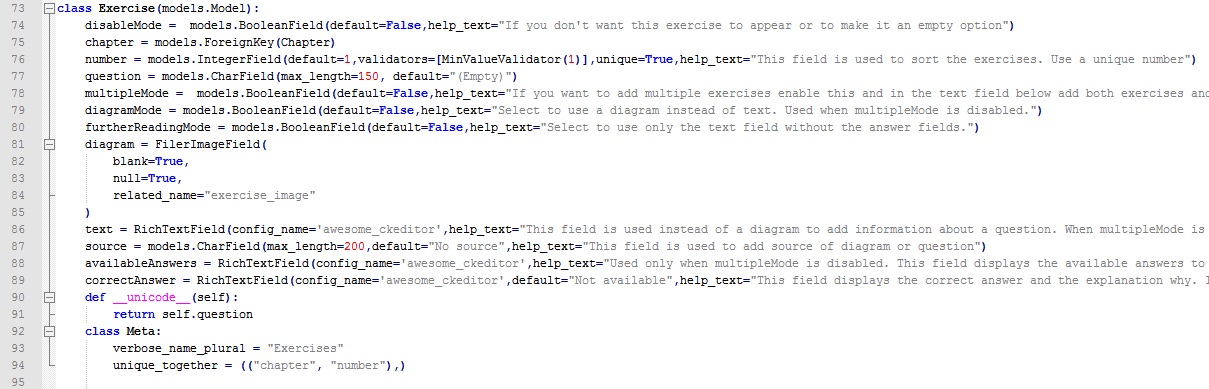 73 class Exercise(models.Model):
74 disableMode =  models.BooleanField(default=False,help_text="If you don't want this exercise to appear or to make it an empty option")
75 chapter = models.ForeignKey(Chapter)
76 number = models.IntegerField(default=1,validators=[MinValueValidator(1)],unique=True,help_text="This field is used to sort the exercises. Use a unique number")
77 question = models.CharField(max_length=150, default="(Empty)")
78 multipleMode =  models.BooleanField(default=False,help_text="If you want to add multiple exercises enable this and in the text field below add both exercises and
79 diagramMode = models.BooleanField(default=False,help_text="Select to use a diagram instead of text. Used when multipleMode is disabled.")
80 furtherReadingMode = models.BooleanField(default=False,help_text="Select to use only the text field without the answer fields.")
81 diagram = FilerImageField(
82 blank=True,
83 null=True,
84 related_name="exercise_image"
85 )
86 text = RichTextField(config_name='awesome_ckeditor',help_text="This field is used instead of a diagram to add information about a question. When multipleMode is
87 source = models.CharField(max_length=200,default="No source",help_text="This field is used to add source of diagram or question")
88 availableAnswers = RichTextField(config_name='awesome_ckeditor',help_text="Used only when multipleMode is disabled. This field displays the available answers to
89 correctAnswer = RichTextField(config_name='awesome_ckeditor',default="Not available",help_text="This field displays the correct answer and the explanation why.
90 def __unicode__(self):
91 return self.question
92 class Meta:
93 verbose_name_plural = "Exercises"
94 unique_together = (("chapter", "number"),)
95